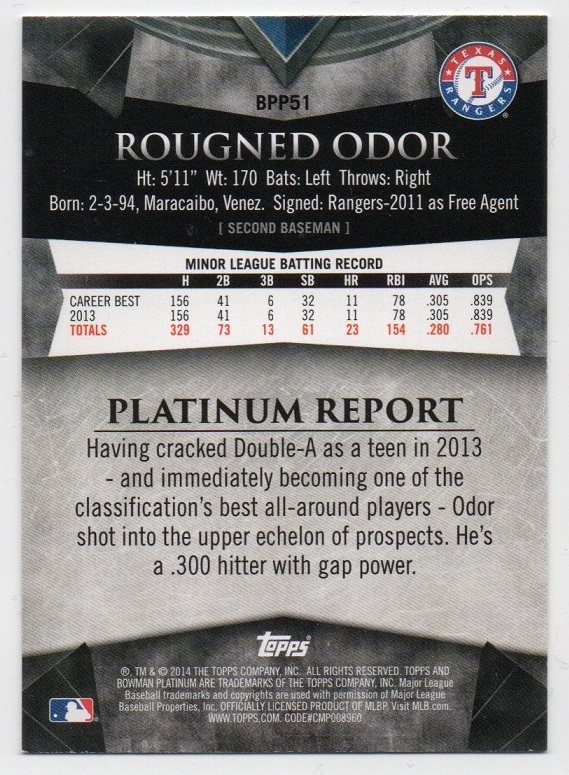 TEXAS RANGERS
T
®
BPP51
ROUGNED ODOR
Ht: 5'11" Wt: 170 Bats: Left Throws: Right
Born: 2-3-94, Maracaibo, Venez. Signed: Rangers-2011 as Free Agent
[ SECOND BASEMAN ]
MINOR LEAGUE BATTING RECORD
H 2B 3B SB HR RBI AVG OPS
CAREER BEST 156 41 6 32 11 78 .305 .839
2013 156 41 6 32 11 78 .305 .839
TOTALS 329 73 13 61 23 154 .280 .761
PLATINUM REPORT
Having cracked Double-A as a teen in 2013
- and immediately becoming one of the
classification's best all-around players - Odor
shot into the upper echelon of prospects. He's
a .300 hitter with gap power.
topps®
®, TM & © 2014 THE TOPPS COMPANY, INC. ALL RIGHTS RESERVED. TOPPS AND
BOWMAN PLATINUM ARE TRADEMARKS OF THE TOPPS COMPANY, INC. Major League
Baseball trademarks and copyrights are used with permission of Major League
Baseball Properties, Inc. OFFICIALLY LICENSED PRODUCT OF MLBP. Visit MLB.com.
WWW.TOPPS.COM. CODE#CMP008960